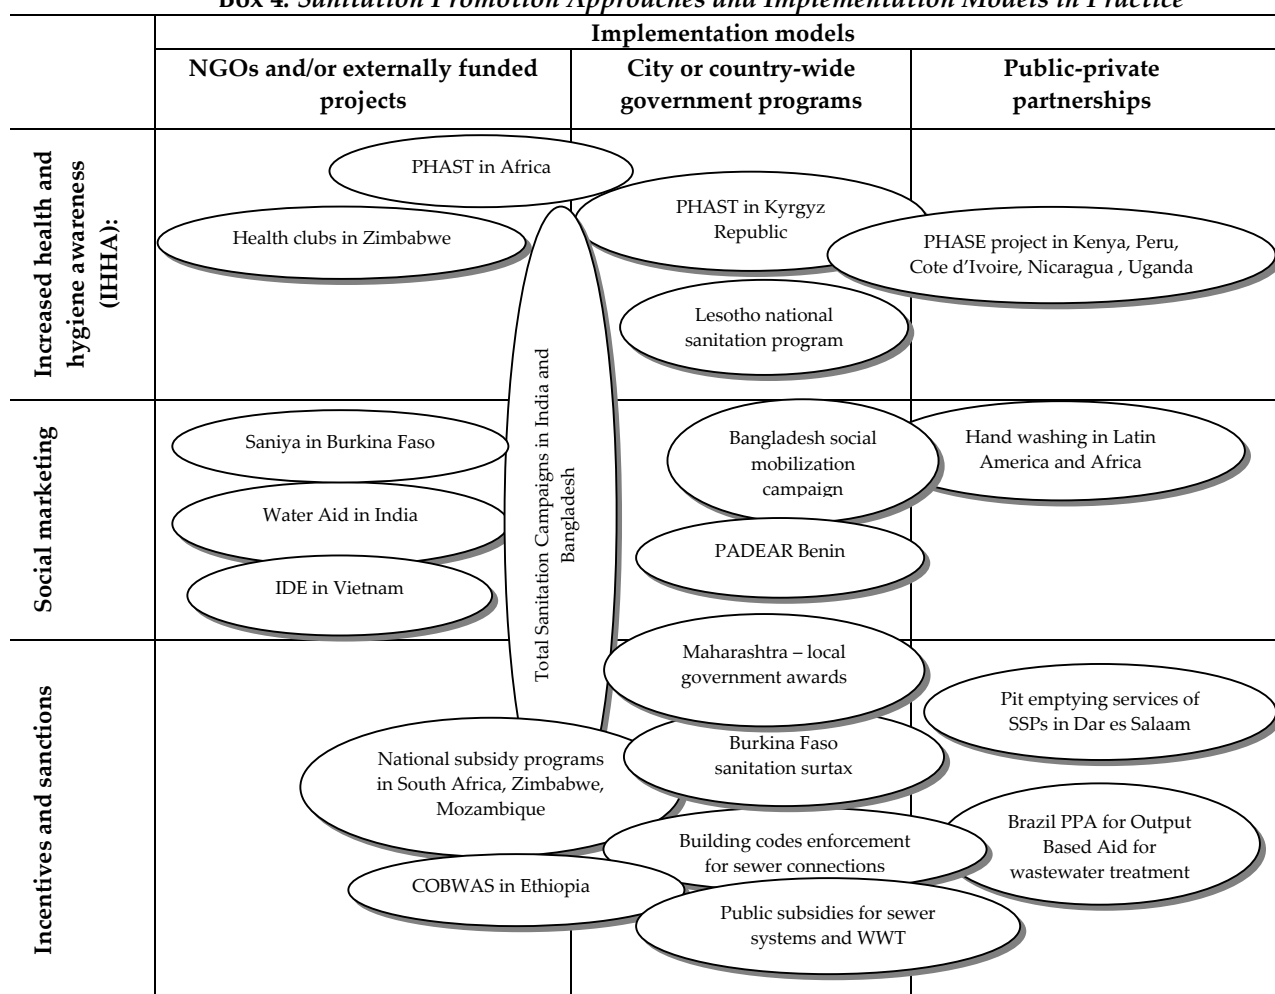 Box 4. Sanitation Promotion Approaches and Implementation Models in Practice
Implementation models
NGOs and/or externally funded
projects
City or country-wide
government programs
Public-private
partnerships
Increased health and
hygiene awareness
(IHHA):
PHAST in Africa
Health clubs in Zimbabwe
PHAST in Kyrgyz
Republic
PHASE project in Kenya, Peru,
Cote d'Ivoire, Nicaragua , Uganda
Lesotho national
sanitation program
Total Sanitation Campaigns in India and
Bangladesh
Social marketing
Saniya in Burkina Faso
Water Aid in India
IDE in Vietnam
Bangladesh social
mobilization
campaign
Hand washing in Latin
America and Africa
PADEAR Benin
Incentives and sanctions
Maharashtra – local
government awards
Pit emptying services of
SSPs in Dar es Salaam
National subsidy programs
in South Africa, Zimbabwe,
Mozambique
Burkina Faso
sanitation surtax
Building codes enforcement
for sewer connections
Brazil PPA for Output
Based Aid for
wastewater treatment
COBWAS in Ethiopia
Public subsidies for sewer
systems and WWT